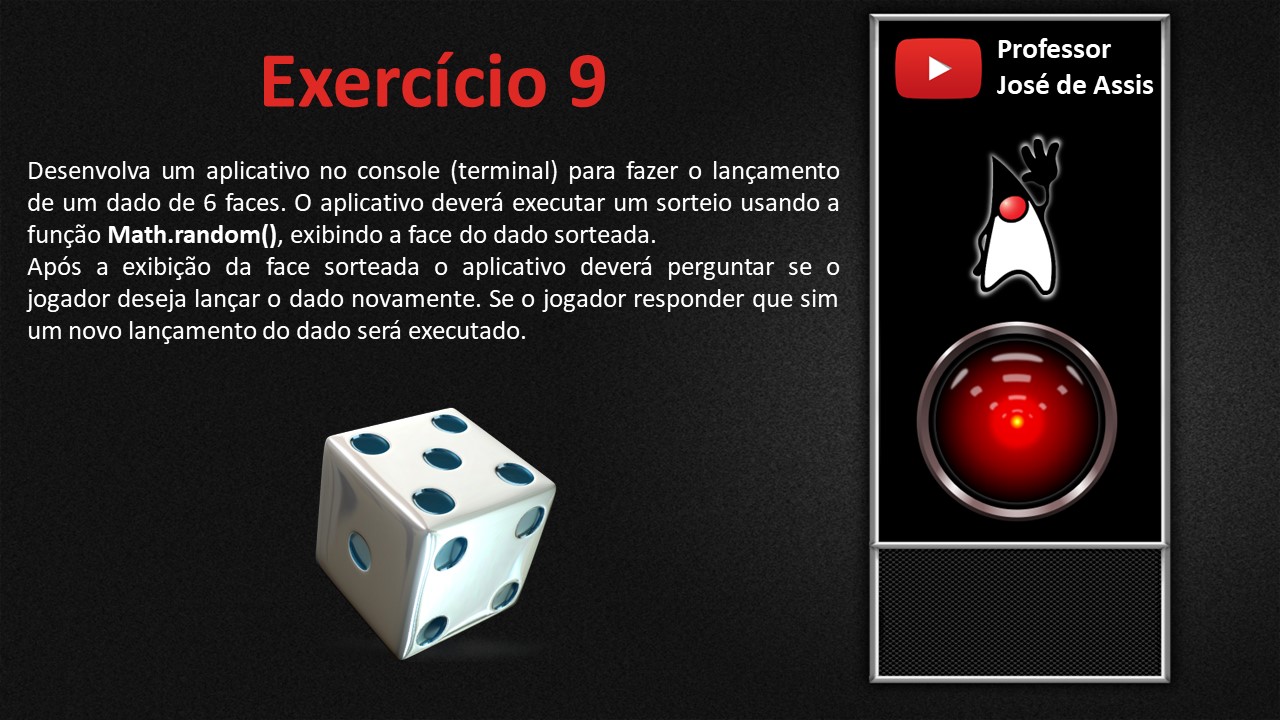 Exercício 9
Professor
José de Assis
Desenvolva um aplicativo no console (terminal) para fazer o lançamento
de um dado de 6 faces. O aplicativo deverá executar um sorteio usando a
função Math.random(), exibindo a face do dado sorteada.
Após a exibição da face sorteada o aplicativo deverá perguntar se o
jogador deseja lançar o dado novamente. Se o jogador responder que sim
um novo lançamento do dado será executado.